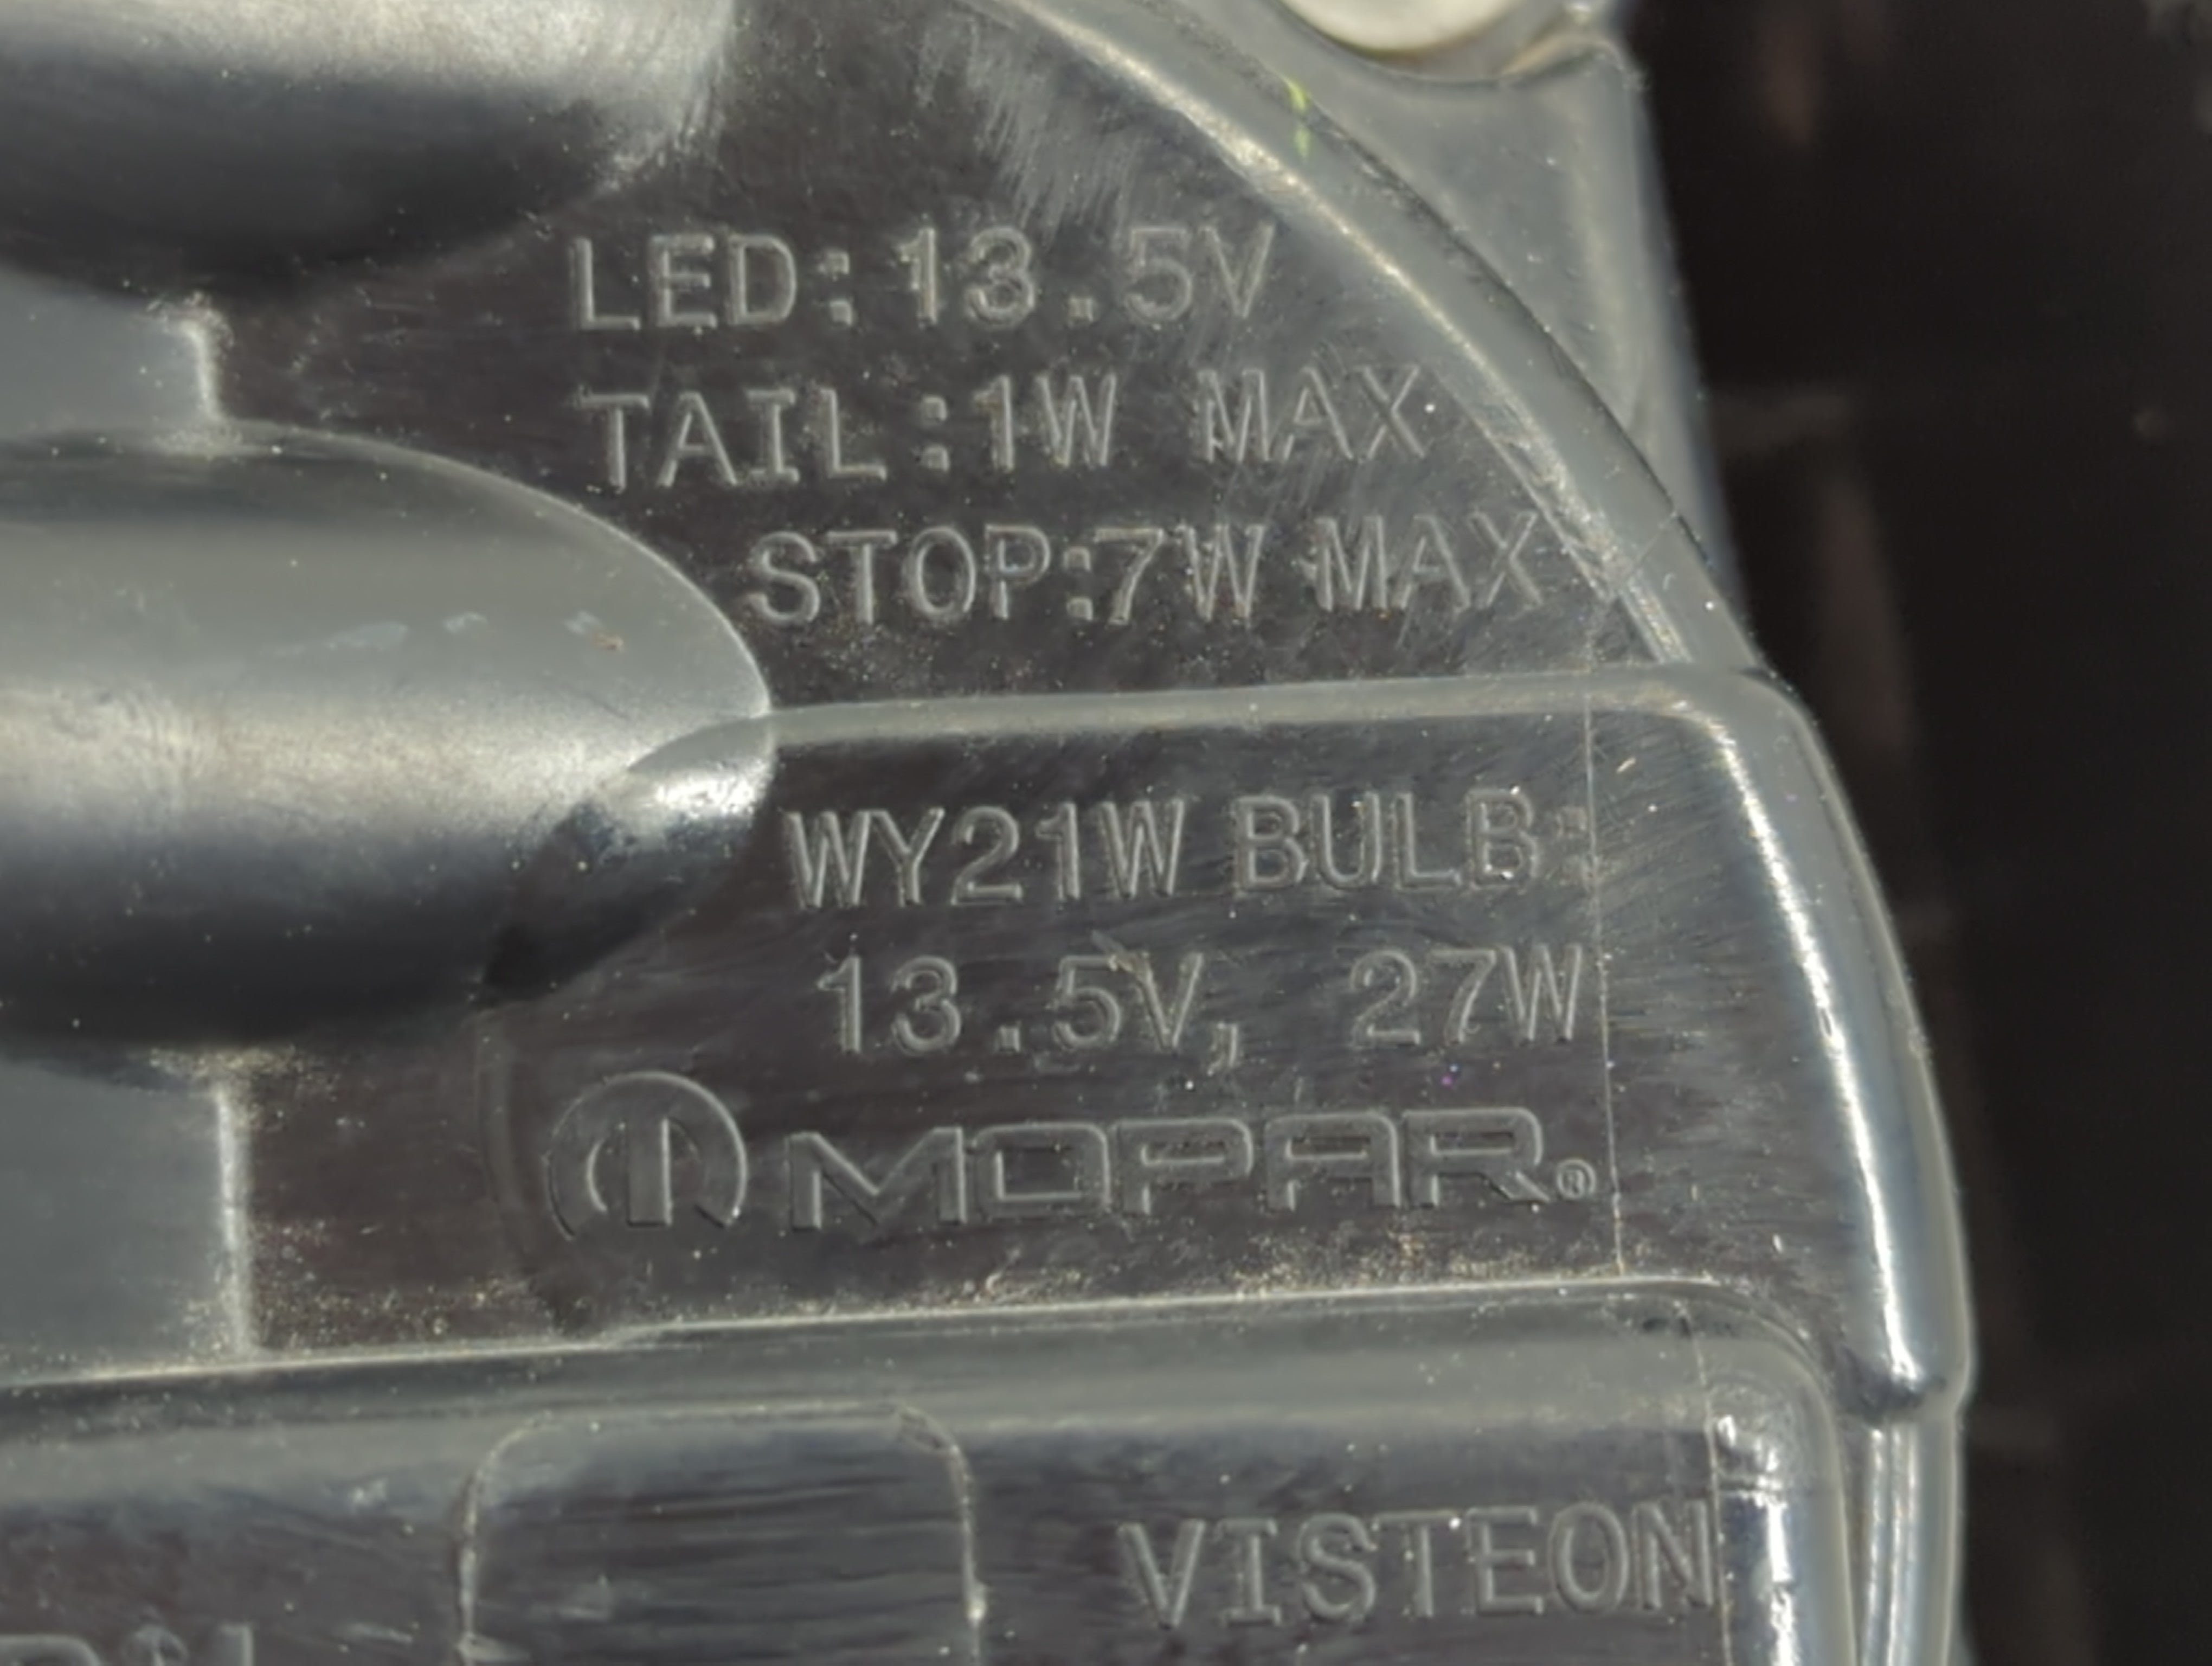 LED:13.5V
TAIL:1W MAX
STOP:7W MAX
WY21W BULB:
13.5V, 27W
MOPAR®
VISTEON